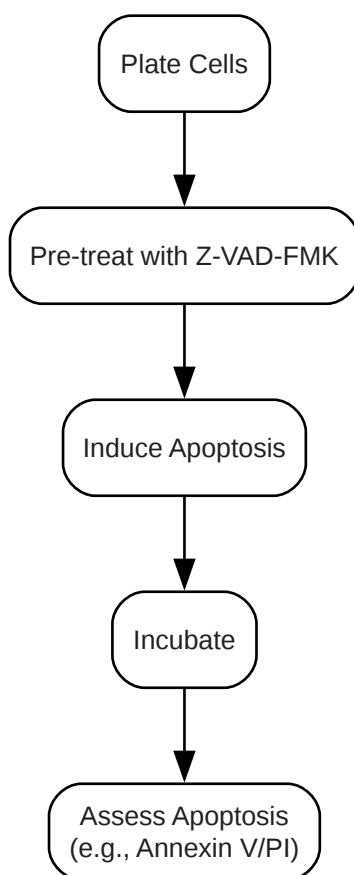 Plate Cells
Pre-treat with Z-VAD-FMK
Induce Apoptosis
Incubate
Assess Apoptosis
(e.g., Annexin V/PI)